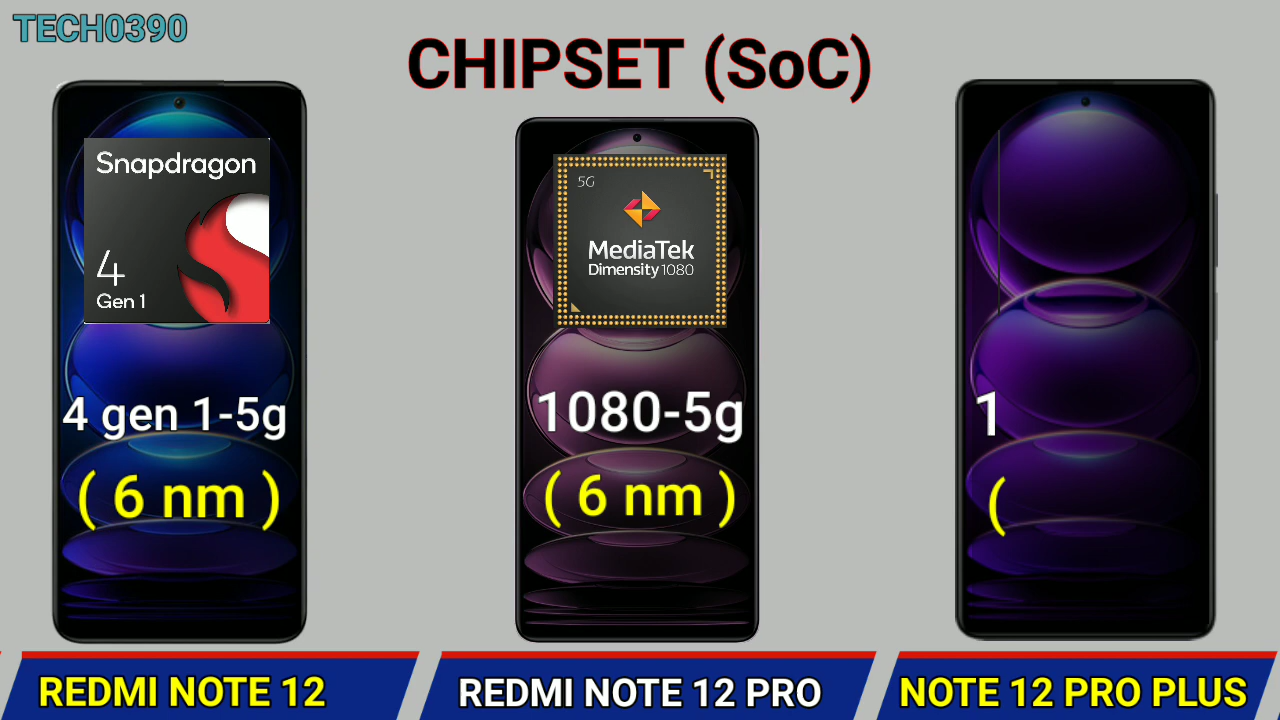 TECH0390
CHIPSET (SoC)
Snapdragon
4
Gen 1
4 gen 1-5g
( 6 nm )
5G
MediaTek
Dimensity 1080
1080-5g
( 6 nm )
1
(
REDMI NOTE 12
REDMI NOTE 12 PRO
NOTE 12 PRO PLUS